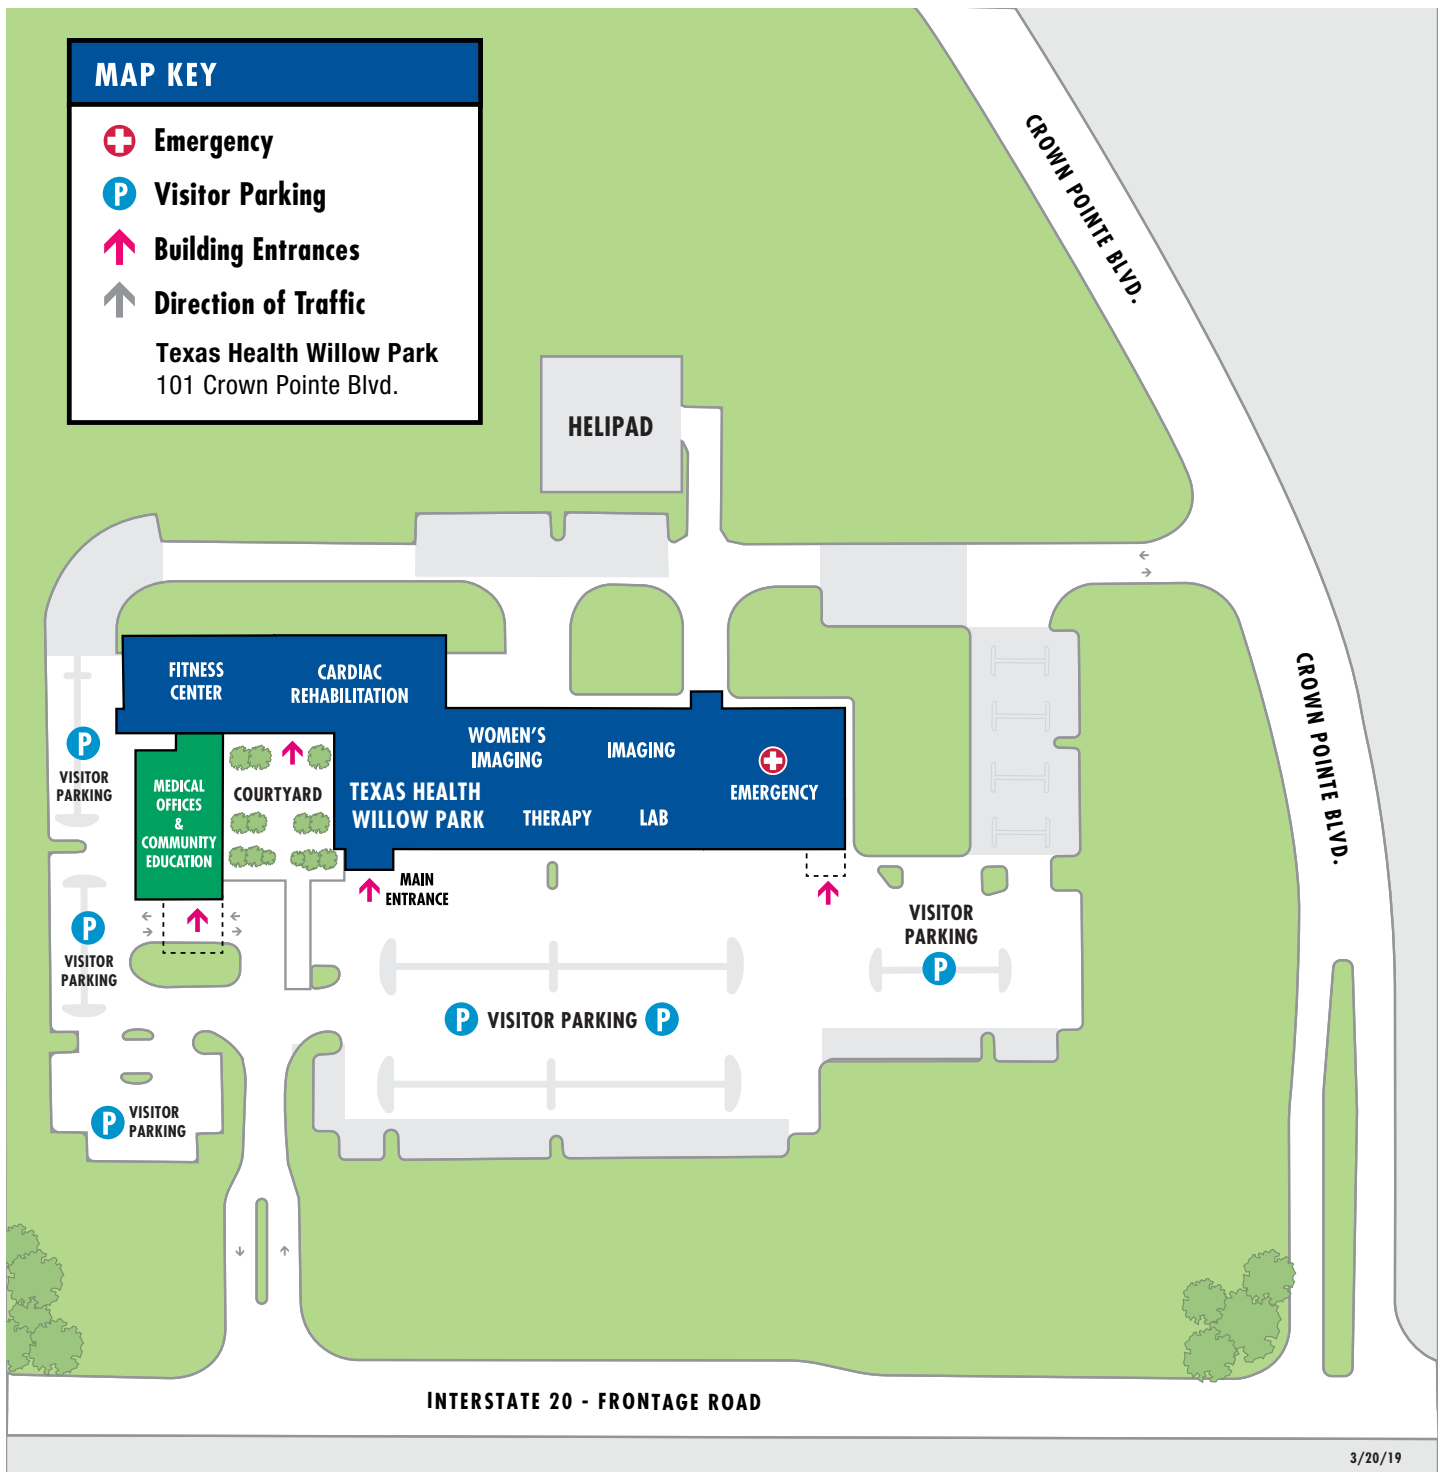 MAP KEY
Emergency
P Visitor Parking
Building Entrances
Direction of Traffic
Texas Health Willow Park
101 Crown Pointe Blvd.
CROWN POINTE BLVD.
HELIPAD
CROWN POINTE BLVD.
FITNESS
CENTER
CARDIAC
REHABILITATION
WOMEN'S
IMAGING
IMAGING
EMERGENCY
TEXAS HEALTH
WILLOW PARK
THERAPY
LAB
P
VISITOR
PARKING
MEDICAL
OFFICES
&
COMMUNITY
EDUCATION
COURTYARD
MAIN
ENTRANCE
P
VISITOR
PARKING
VISITOR
PARKING
P
P VISITOR PARKING P
P VISITOR
PARKING
INTERSTATE 20 - FRONTAGE ROAD
3/20/19